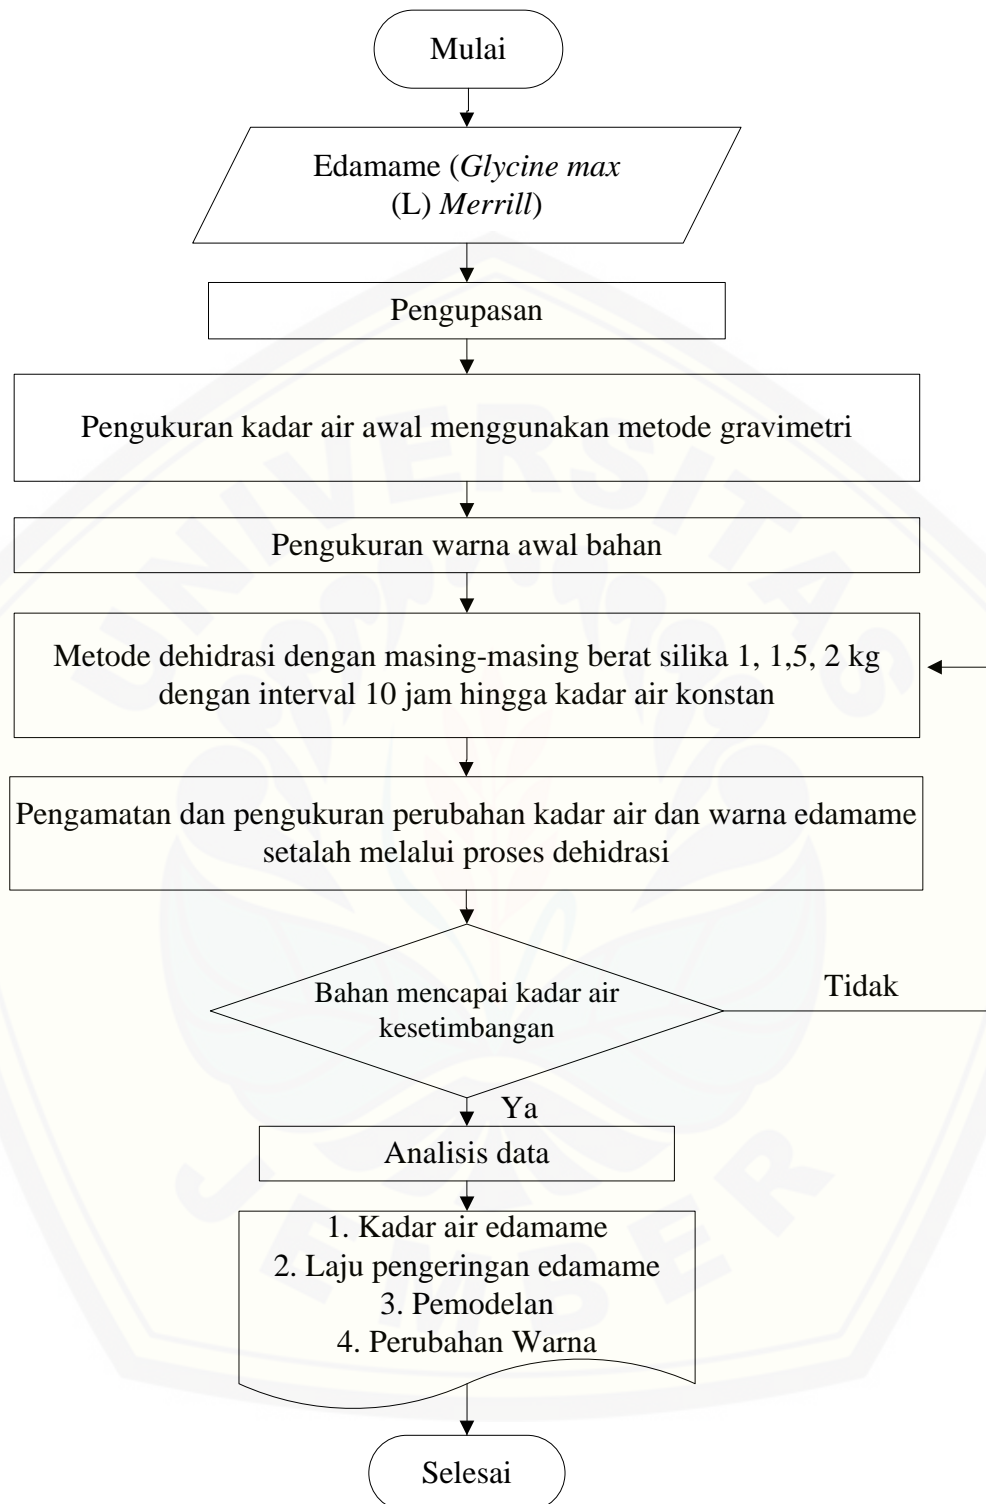 Mulai
Edamame (Glycine max
(L) Merrill)
Pengupasan
Pengukuran kadar air awal menggunakan metode gravimetri
Pengukuran warna awal bahan
Metode dehidrasi dengan masing-masing berat silika 1, 1,5, 2 kg
dengan interval 10 jam hingga kadar air konstan
Pengamatan dan pengukuran perubahan kadar air dan warna edamame
setalah melalui proses dehidrasi
Bahan mencapai kadar air
kesetimbangan
Tidak
Ya
Analisis data
1. Kadar air edamame
2. Laju pengeringan edamame
3. Pemodelan
4. Perubahan Warna
Selesai
UNIVERSITAS
JEMBER